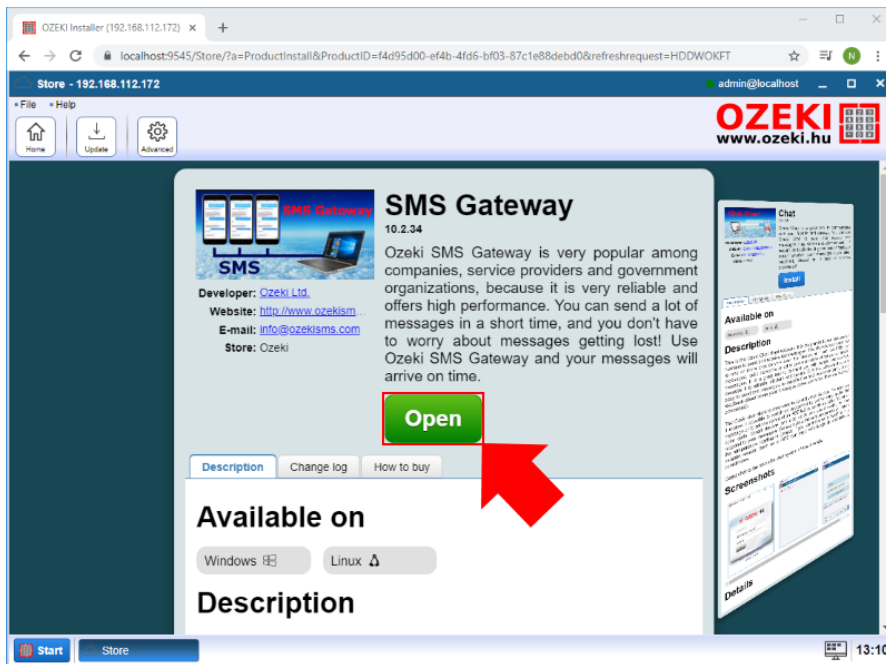 OZEKI Installer (192.168.112.172)
localhost:9545/Store/?a=ProductInstall&ProductID=f4d95d00-ef4b-4fd6-bf03-87c1e88debd0&refreshrequest=HDDWOKFT
N
Store - 192.168.112.172
admin@localhost
File Help
Home
Update
Advanced
OZEKI
www.ozeki.hu
SMS Gateway
SMS
SMS Gateway
10.2.34
Ozeki SMS Gateway is very popular among
companies, service providers and government
organizations, because it is very reliable and
offers high performance. You can send a lot of
messages in a short time, and you don't have
to worry about messages getting lost! Use
Ozeki SMS Gateway and your messages will
arrive on time.
Developer: Ozeki Ltd.
Website: http://www.ozekism...
E-mail: info@ozekisms.com
Store: Ozeki
Open
Description
Change log
How to buy
Available on
Windows
Linux
Description
Chat
Install
Available on
Description
Screenshots
Details
Start
Store
13:10